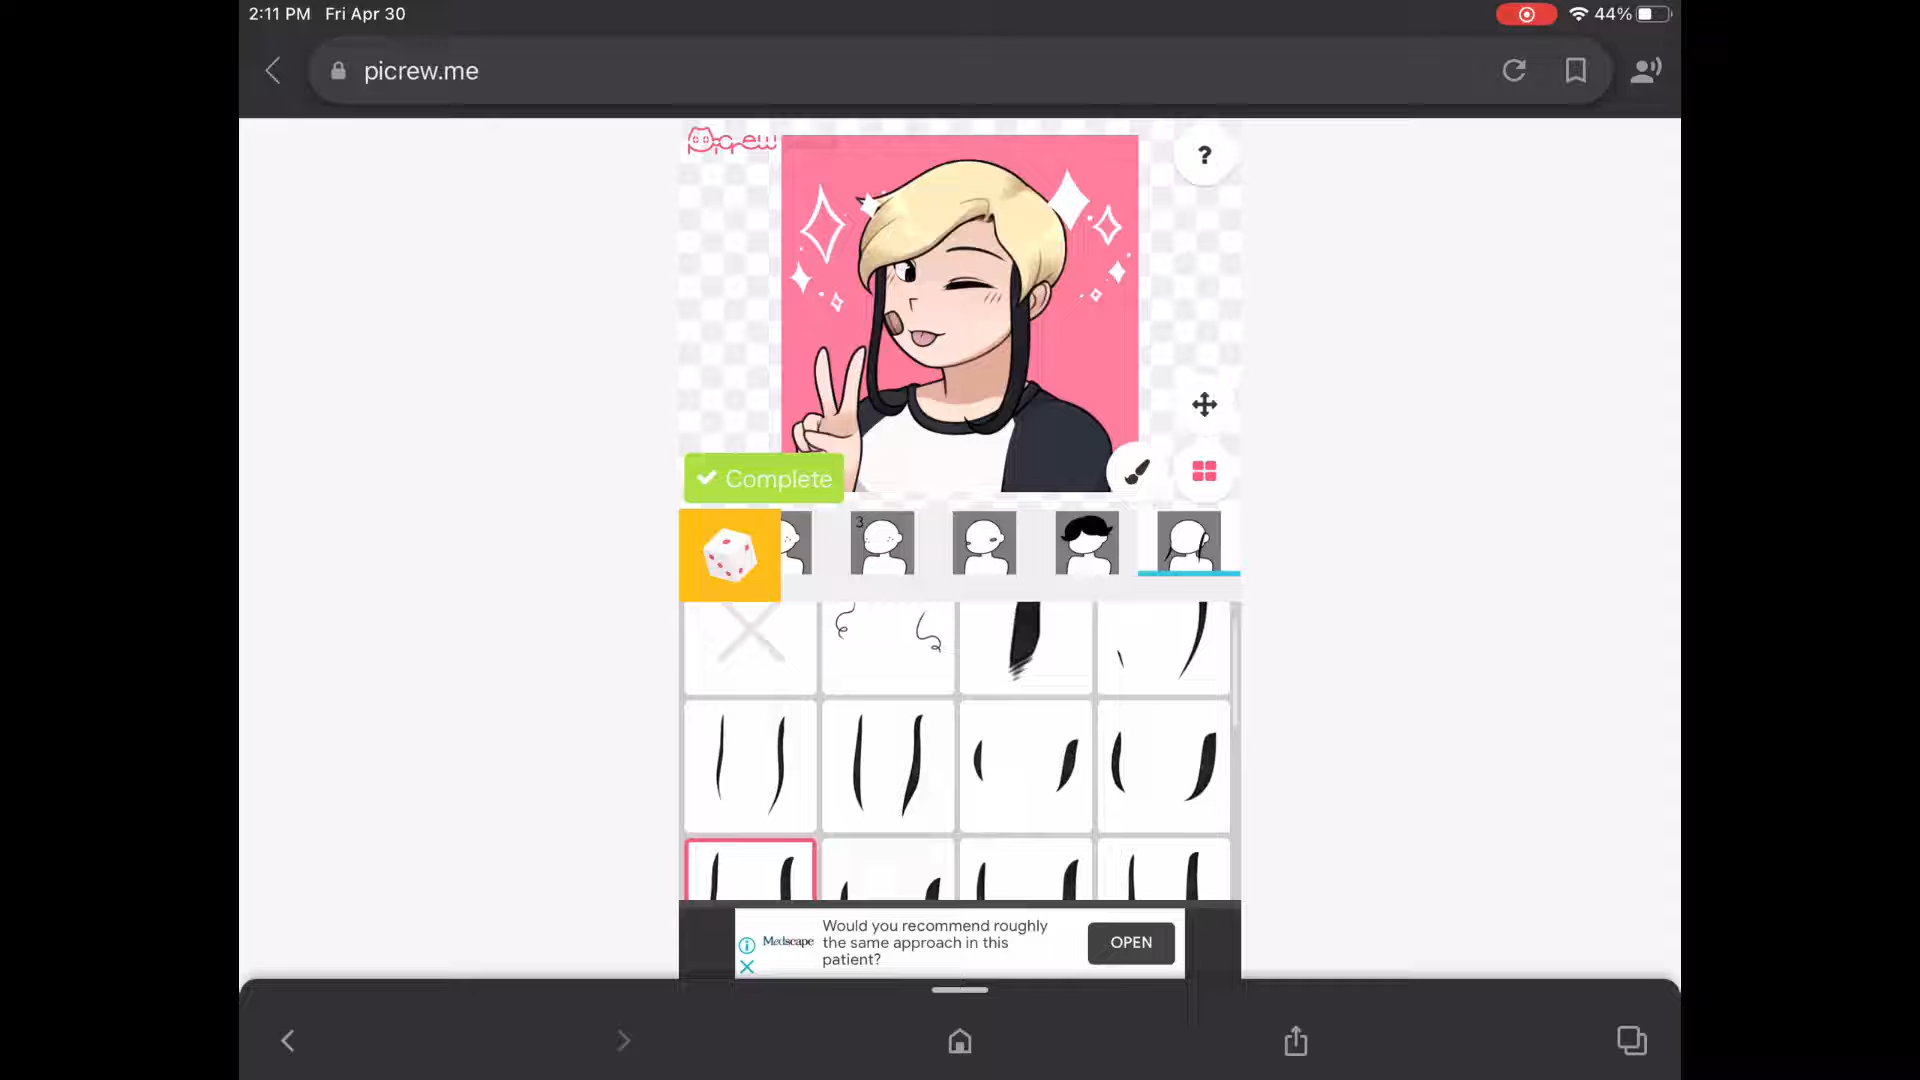 2:11 PM Fri Apr 30
44%
picrew.me
picrew
?
Complete
3
Medscape
Would you recommend roughly
the same approach in this
patient?
OPEN